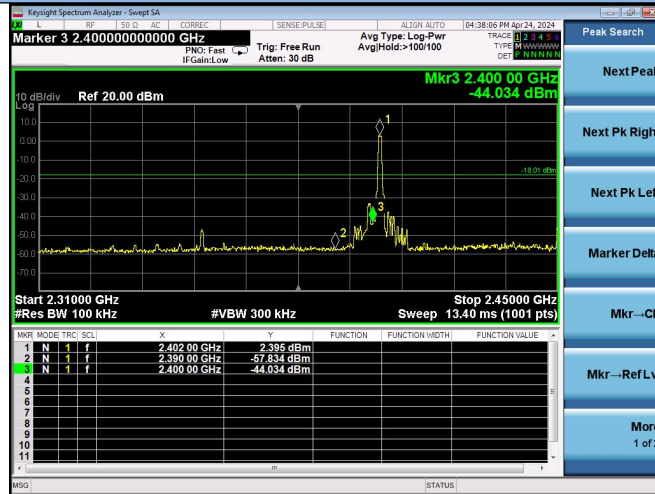 Keysight Spectrum Analyzer - Swept SA
L RF 50 Ω AC CORREC SENSE:PULSE ALIGN AUTO 04:38:06 PM Apr 24, 2024
Marker 3 2.400000000000 GHz
PNO: Fast
IFGain:Low
Trig: Free Run
Atten: 30 dB
Avg Type: Log-Pwr
Avg|Hold:>100/100
TRACE 1 2 3 4 5 6
TYPE M WWWWW
DET P NNNNN
Mkr3 2.400 00 GHz
-44.034 dBm
10 dB/div Ref 20.00 dBm
Log
10.0
0.00
-10.0
-20.0
-30.0
-40.0
-50.0
-60.0
-70.0
1
-18.01 dBm
3
2
Start 2.31000 GHz Stop 2.45000 GHz
#Res BW 100 kHz #VBW 300 kHz Sweep 13.40 ms (1001 pts)
MKR MODE TRC SCL X Y FUNCTION FUNCTION WIDTH FUNCTION VALUE
1 N 1 f 2.402 00 GHz 2.395 dBm
2 N 1 f 2.390 00 GHz -57.834 dBm
3 N 1 f 2.400 00 GHz -44.034 dBm
4
5
6
7
8
9
10
11
MSG STATUS
Peak Search
Next Peak
Next Pk Righ
Next Pk Lef
Marker Delt
Mkr→C
Mkr→Ref Lv
More
1 of